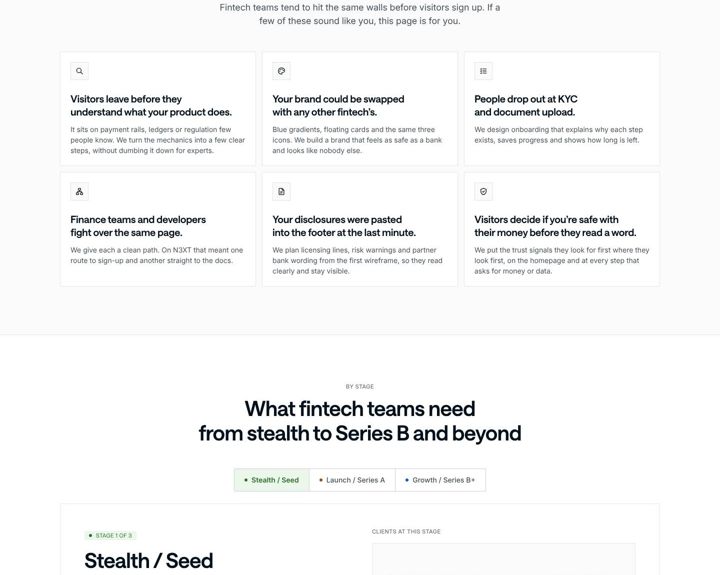 Fintech teams tend to hit the same walls before visitors sign up. If a
few of these sound like you, this page is for you.
Visitors leave before they
understand what your product does.
It sits on payment rails, ledgers or regulation few
people know. We turn the mechanics into a few clear
steps, without dumbing it down for experts.
Your brand could be swapped
with any other fintech's.
Blue gradients, floating cards and the same three
icons. We build a brand that feels as safe as a bank
and looks like nobody else.
People drop out at KYC
and document upload.
We design onboarding that explains why each step
exists, saves progress and shows how long is left.
Finance teams and developers
fight over the same page.
We give each a clean path. On N3XT that meant one
route to sign-up and another straight to the docs.
Your disclosures were pasted
into the footer at the last minute.
We plan licensing lines, risk warnings and partner
bank wording from the first wireframe, so they read
clearly and stay visible.
Visitors decide if you're safe with
their money before they read a word.
We put the trust signals they look for first where they
look first, on the homepage and at every step that
asks for money or data.
BY STAGE
What fintech teams need
from stealth to Series B and beyond
Stealth / Seed
Launch / Series A
Growth / Series B+
STAGE 1 OF 3
Stealth / Seed
CLIENTS AT THIS STAGE